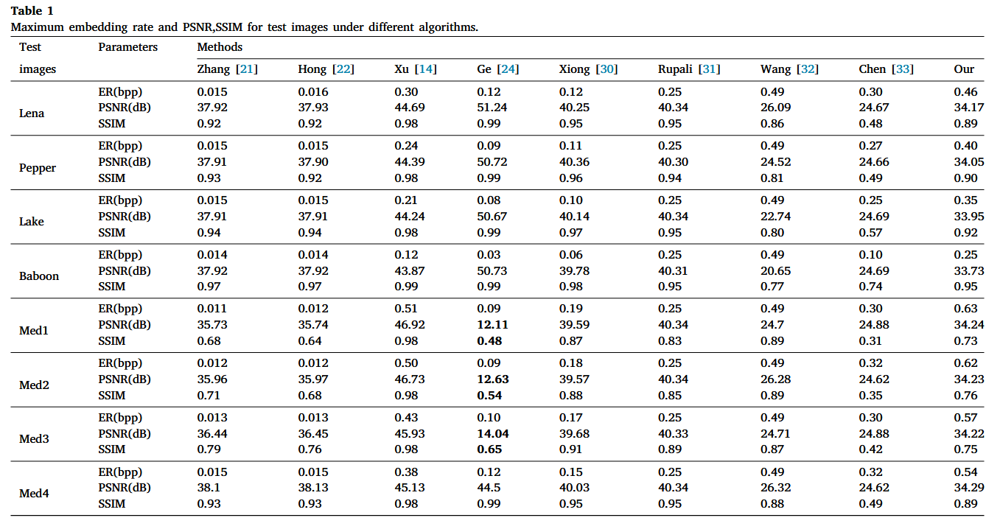 Table 1
Maximum embedding rate and PSNR,SSIM for test images under different algorithms.
Test Parameters Methods
images Zhang [21] Hong [22] Xu [14] Ge [24] Xiong [30] Rupali [31] Wang [32] Chen [33] Our
ER(bpp) 0.015 0.016 0.30 0.12 0.12 0.25 0.49 0.30 0.46
Lena PSNR(dB) 37.92 37.93 44.69 51.24 40.25 40.34 26.09 24.67 34.17
SSIM 0.92 0.92 0.98 0.99 0.95 0.95 0.86 0.48 0.89
ER(bpp) 0.015 0.015 0.24 0.09 0.11 0.25 0.49 0.27 0.40
Pepper PSNR(dB) 37.91 37.90 44.39 50.72 40.36 40.30 24.52 24.66 34.05
SSIM 0.93 0.92 0.98 0.99 0.96 0.94 0.81 0.49 0.90
ER(bpp) 0.015 0.015 0.21 0.08 0.10 0.25 0.49 0.25 0.35
Lake PSNR(dB) 37.91 37.91 44.24 50.67 40.14 40.34 22.74 24.69 33.95
SSIM 0.94 0.94 0.98 0.99 0.97 0.95 0.80 0.57 0.92
ER(bpp) 0.014 0.014 0.12 0.03 0.06 0.25 0.49 0.10 0.25
Baboon PSNR(dB) 37.92 37.92 43.87 50.73 39.78 40.31 20.65 24.69 33.73
SSIM 0.97 0.97 0.99 0.99 0.98 0.95 0.77 0.74 0.95
ER(bpp) 0.011 0.012 0.51 0.09 0.19 0.25 0.49 0.30 0.63
Med1 PSNR(dB) 35.73 35.74 46.92 12.11 39.59 40.34 24.7 24.88 34.24
SSIM 0.68 0.64 0.98 0.48 0.87 0.83 0.89 0.31 0.73
ER(bpp) 0.012 0.012 0.50 0.09 0.18 0.25 0.49 0.32 0.62
Med2 PSNR(dB) 35.96 35.97 46.73 12.63 39.57 40.34 26.28 24.62 34.23
SSIM 0.71 0.68 0.98 0.54 0.88 0.85 0.89 0.35 0.76
ER(bpp) 0.013 0.013 0.43 0.10 0.17 0.25 0.49 0.30 0.57
Med3 PSNR(dB) 36.44 36.45 45.93 14.04 39.68 40.33 24.71 24.88 34.22
SSIM 0.79 0.76 0.98 0.65 0.91 0.89 0.87 0.42 0.75
ER(bpp) 0.015 0.015 0.38 0.12 0.15 0.25 0.49 0.32 0.54
Med4 PSNR(dB) 38.1 38.13 45.13 44.5 40.03 40.34 26.32 24.62 34.29
SSIM 0.93 0.93 0.98 0.99 0.95 0.95 0.88 0.49 0.89